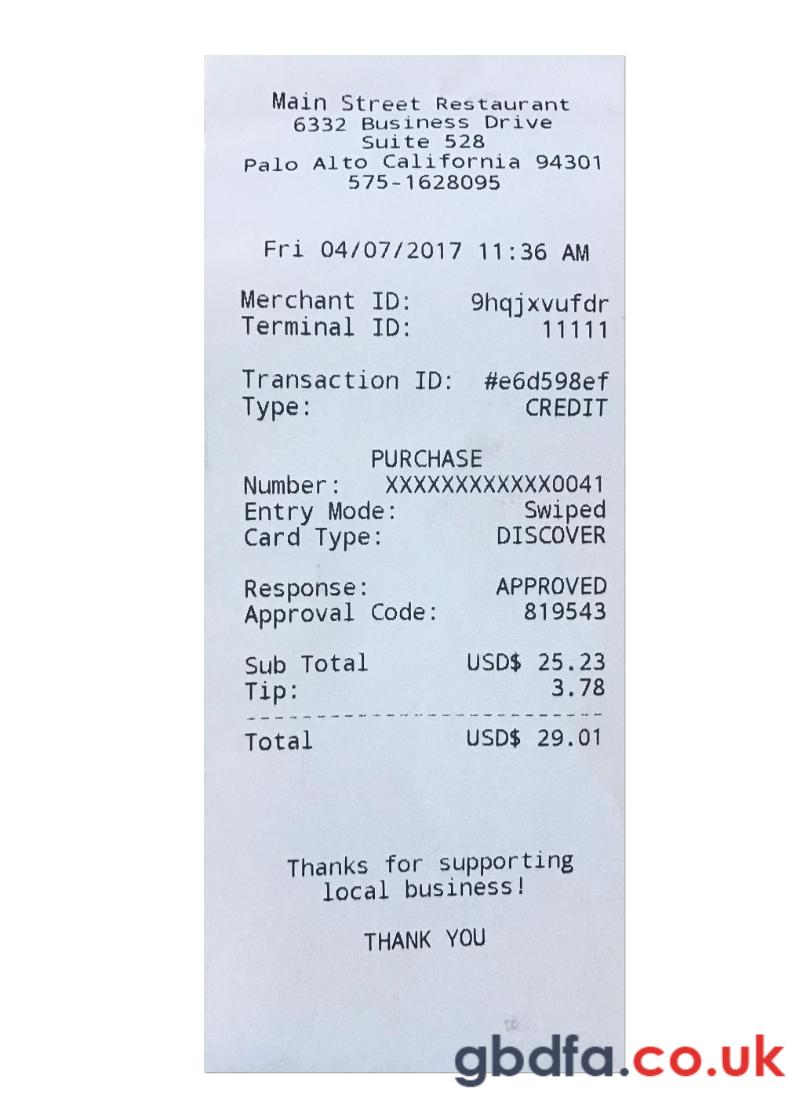 Main Street Restaurant
6332 Business Drive
Suite 528
Palo Alto California 94301
575-1628095
Fri 04/07/2017 11:36 AM
Merchant ID: 9hqjxvufdr
Terminal ID: 11111
Transaction ID: #e6d598ef
Type: CREDIT
PURCHASE
Number: XXXXXXXXXXXX0041
Entry Mode: Swiped
Card Type: DISCOVER
Response: APPROVED
Approval Code: 819543
Sub Total USD$ 25.23
Tip: 3.78
--------------------------
Total USD$ 29.01
Thanks for supporting
local business!
THANK YOU
gbdfa.co.uk